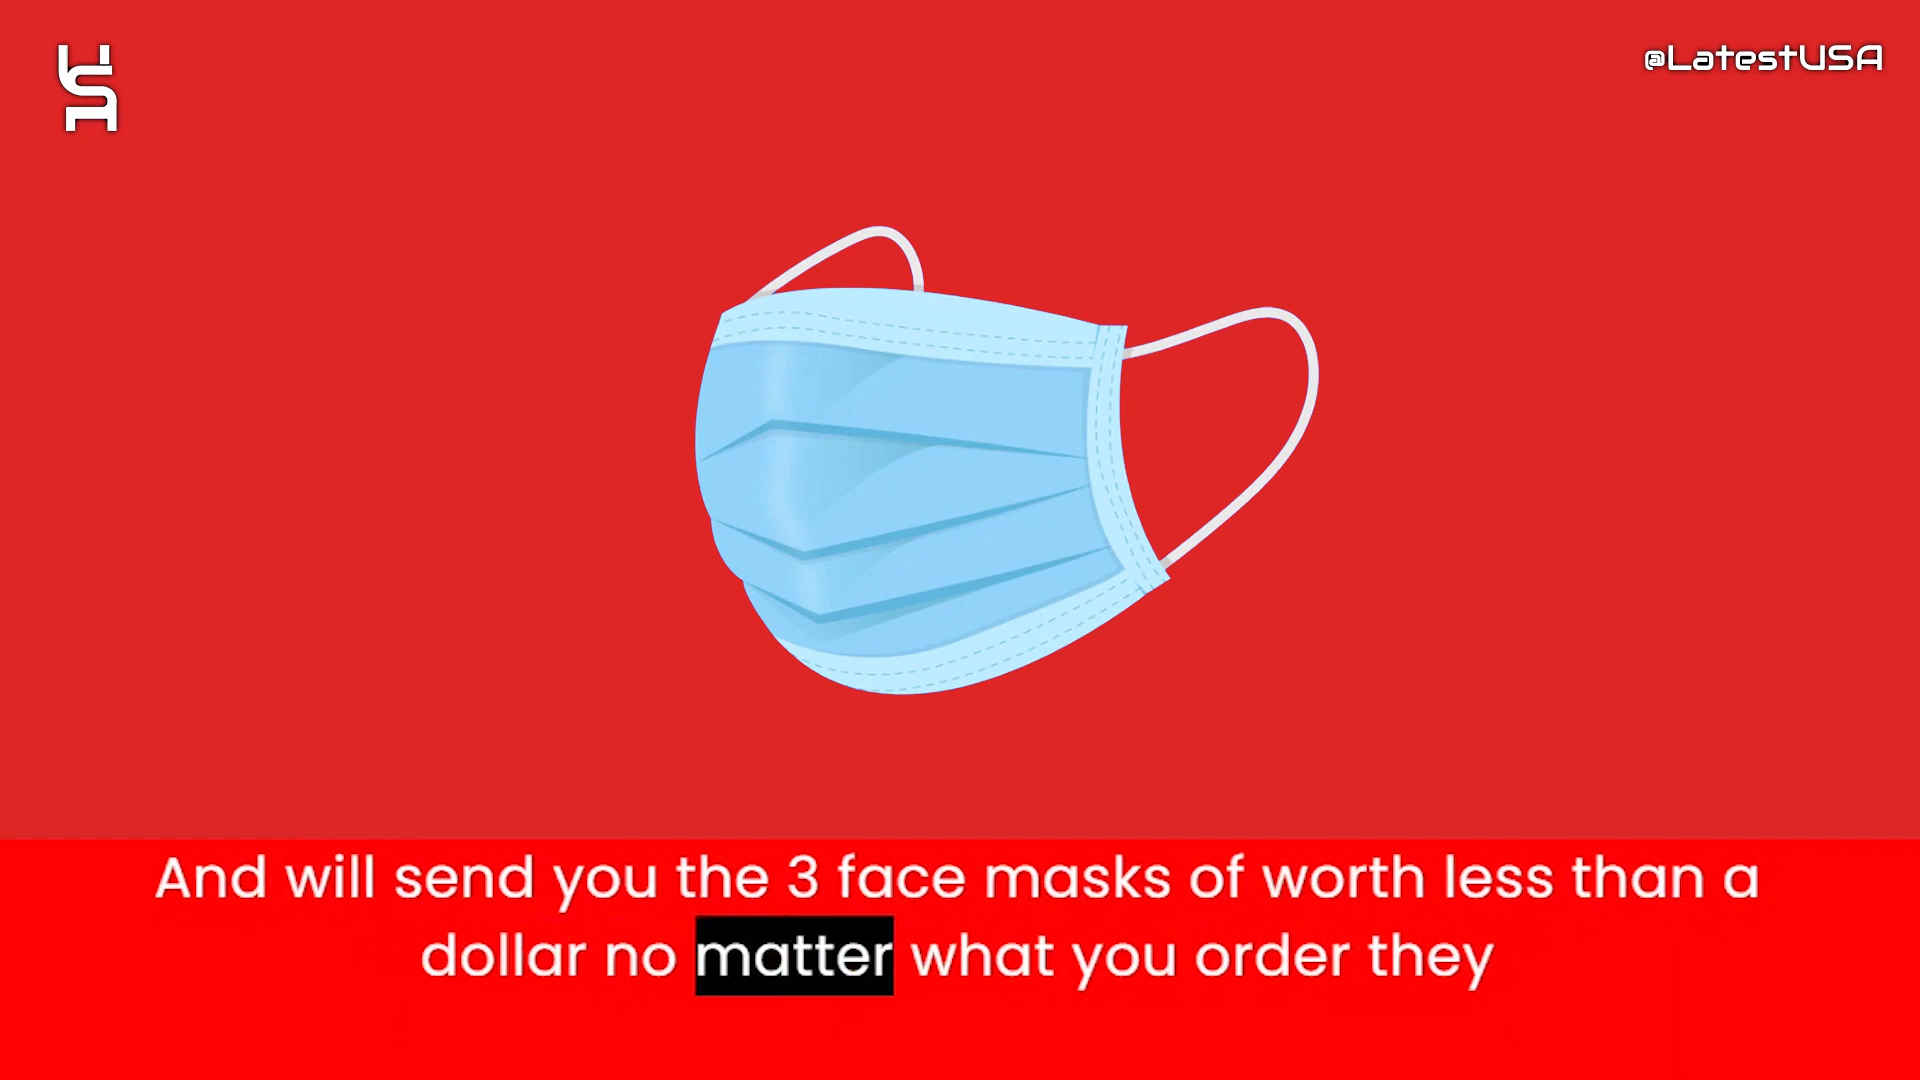 USA
@LatestUSA
And will send you the 3 face masks of worth less than a
dollar no matter what you order they